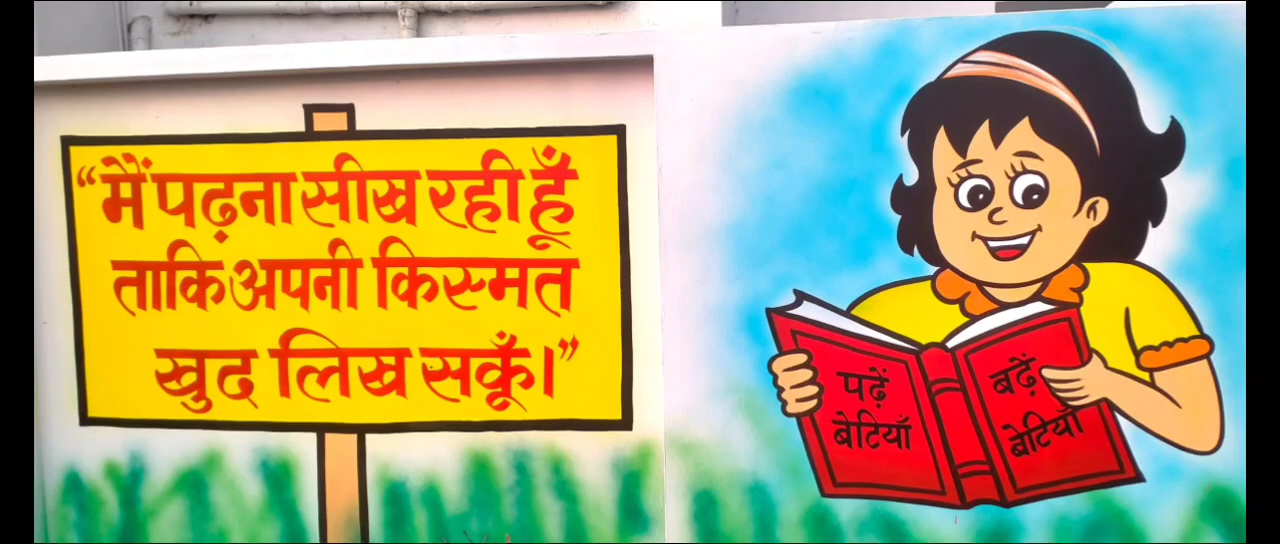 “मैं पढ़ना सीख रही हूँ
ताकि अपनी किस्मत
खुद लिख सकूँ।”
पढ़ें
बेटियाँ
बढ़ें
बेटियाँ